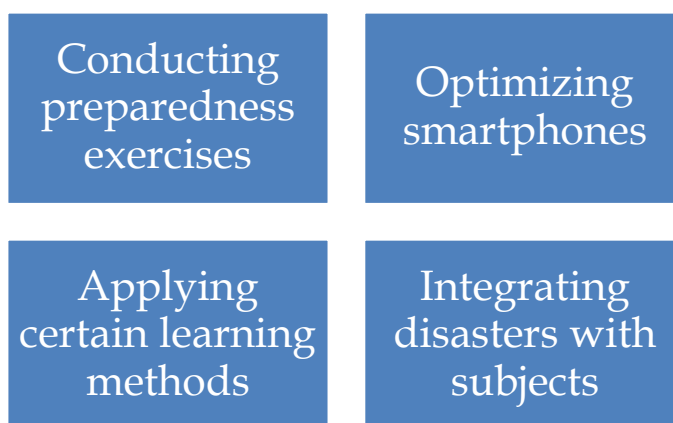 Conducting
preparedness
exercises
Optimizing
smartphones
Applying
certain learning
methods
Integrating
disasters with
subjects